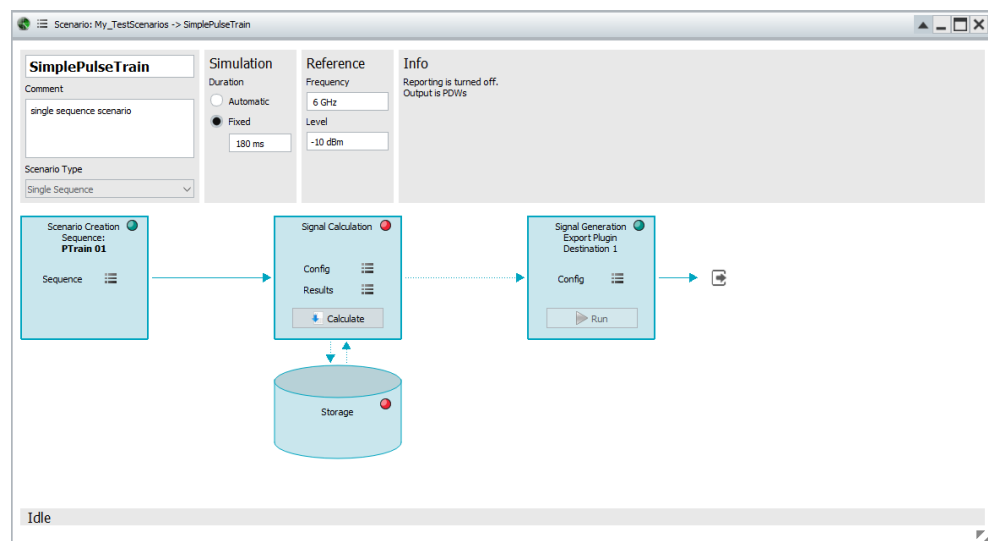 Scenario: My_TestScenarios -> SimplePulseTrain
SimplePulseTrain
Comment
single sequence scenario
Scenario Type
Single Sequence
Simulation
Duration
Automatic
Fixed
180 ms
Reference
Frequency
6 GHz
Level
-10 dBm
Info
Reporting is turned off.
Output is PDWs
Scenario Creation
Sequence:
PTrain 01
Sequence
Signal Calculation
Config
Results
Calculate
Signal Generation
Export Plugin
Destination 1
Config
Run
Storage
Idle